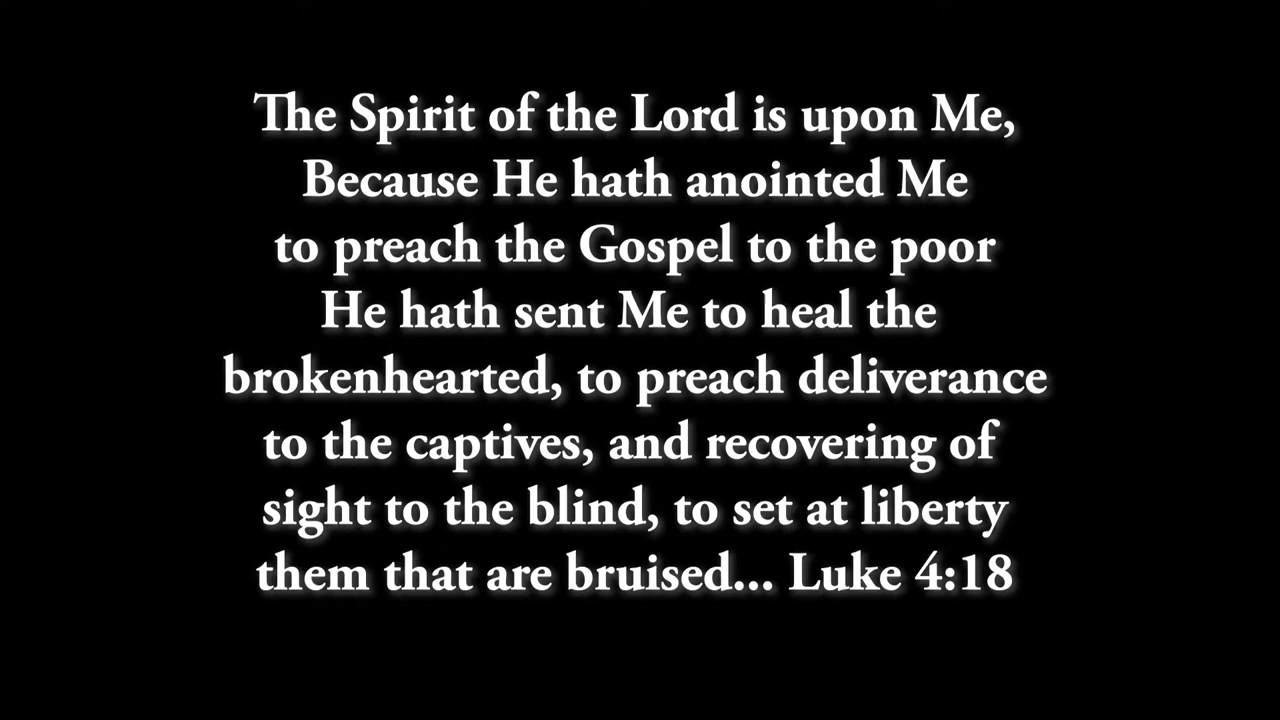 The Spirit of the Lord is upon Me,
Because He hath anointed Me
to preach the Gospel to the poor
He hath sent Me to heal the
brokenhearted, to preach deliverance
to the captives, and recovering of
sight to the blind, to set at liberty
them that are bruised... Luke 4:18